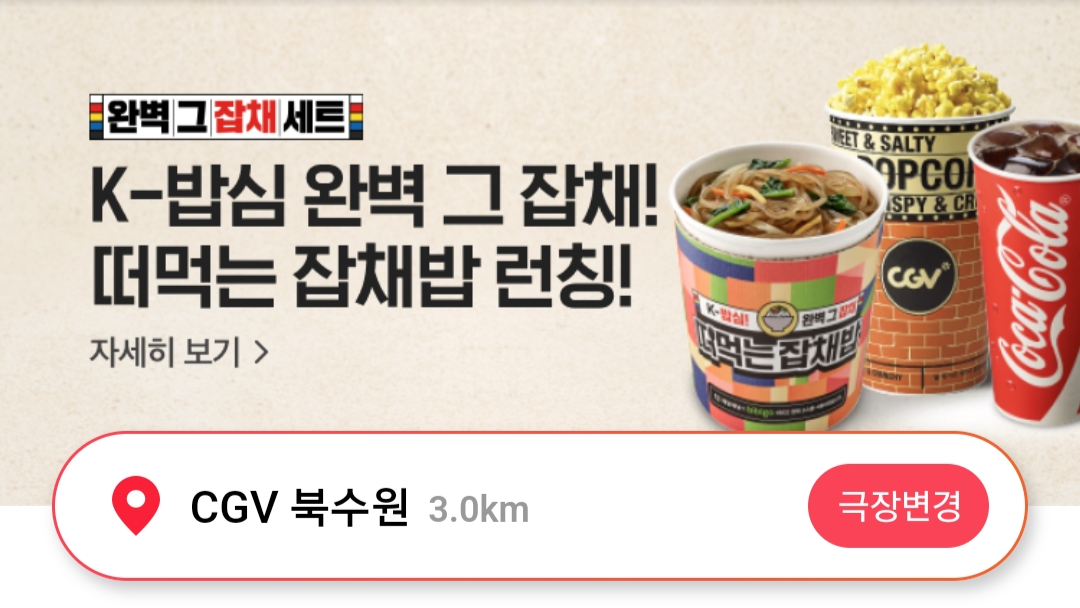 완벽 그 잡채 세트
K-밥심 완벽 그 잡채!
떠먹는 잡채밥 런칭!
자세히 보기 >
SWEET & SALTY
POPCO
SPY & CR
CGV
Coca-Cola
K-밥심! 완벽 그 잡채
떠먹는 잡채밥
bibigo
CGV 북수원 3.0km
극장변경